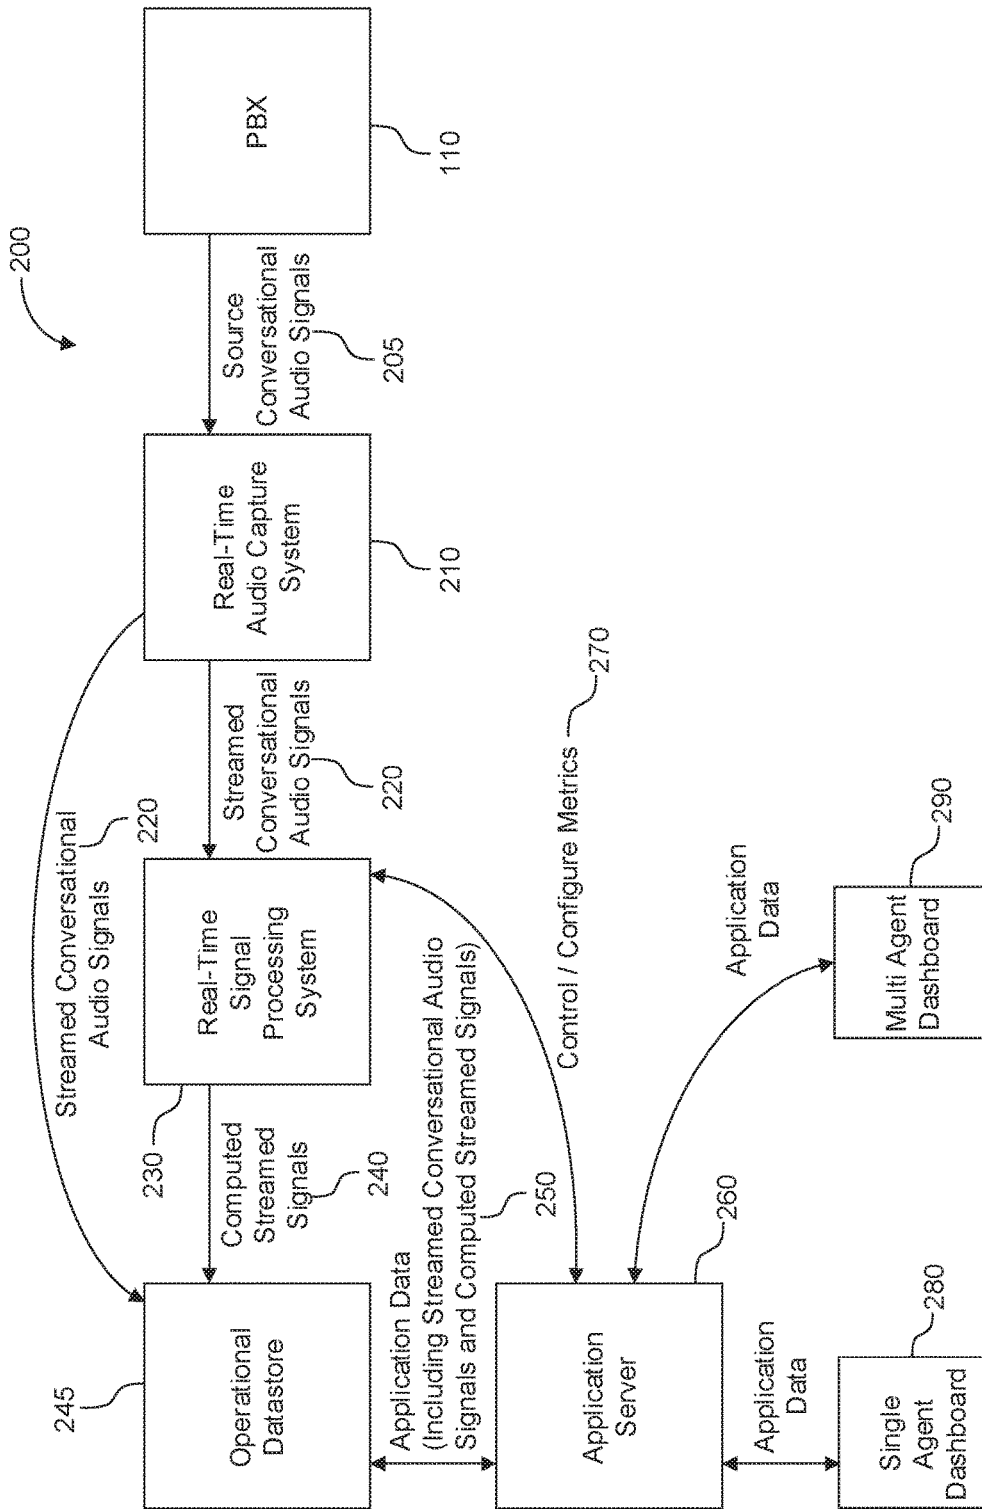 200
PBX
110
Source
Conversational
Audio Signals
205
Real-Time
Audio Capture
System
210
Streamed
Conversational
Audio Signals
220
Streamed Conversational
Audio Signals
220
Real-Time
Signal
Processing
System
230
Computed
Streamed
Signals
240
Operational
Datastore
245
Application Data
(Including Streamed Conversational Audio
Signals and Computed Streamed Signals)
250
Control / Configure Metrics
270
Application
Server
260
Application
Data
Single
Agent
Dashboard
280
Application
Data
Multi Agent
Dashboard
290